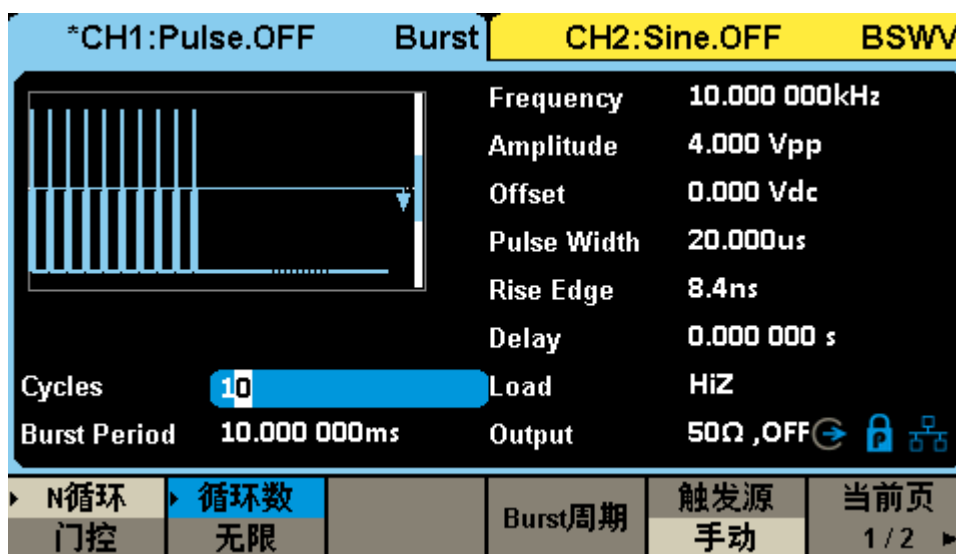 *CH1:Pulse.OFF Burst CH2:Sine.OFF BSWV
Frequency 10.000 000kHz
Amplitude 4.000 Vpp
Offset 0.000 Vdc
Pulse Width 20.000us
Rise Edge 8.4ns
Delay 0.000 000 s
Cycles 10 Load HiZ
Burst Period 10.000 000ms Output 50Ω ,OFF P
N循环 循环数 Burst周期 触发源 当前页
门控 无限 手动 1 / 2